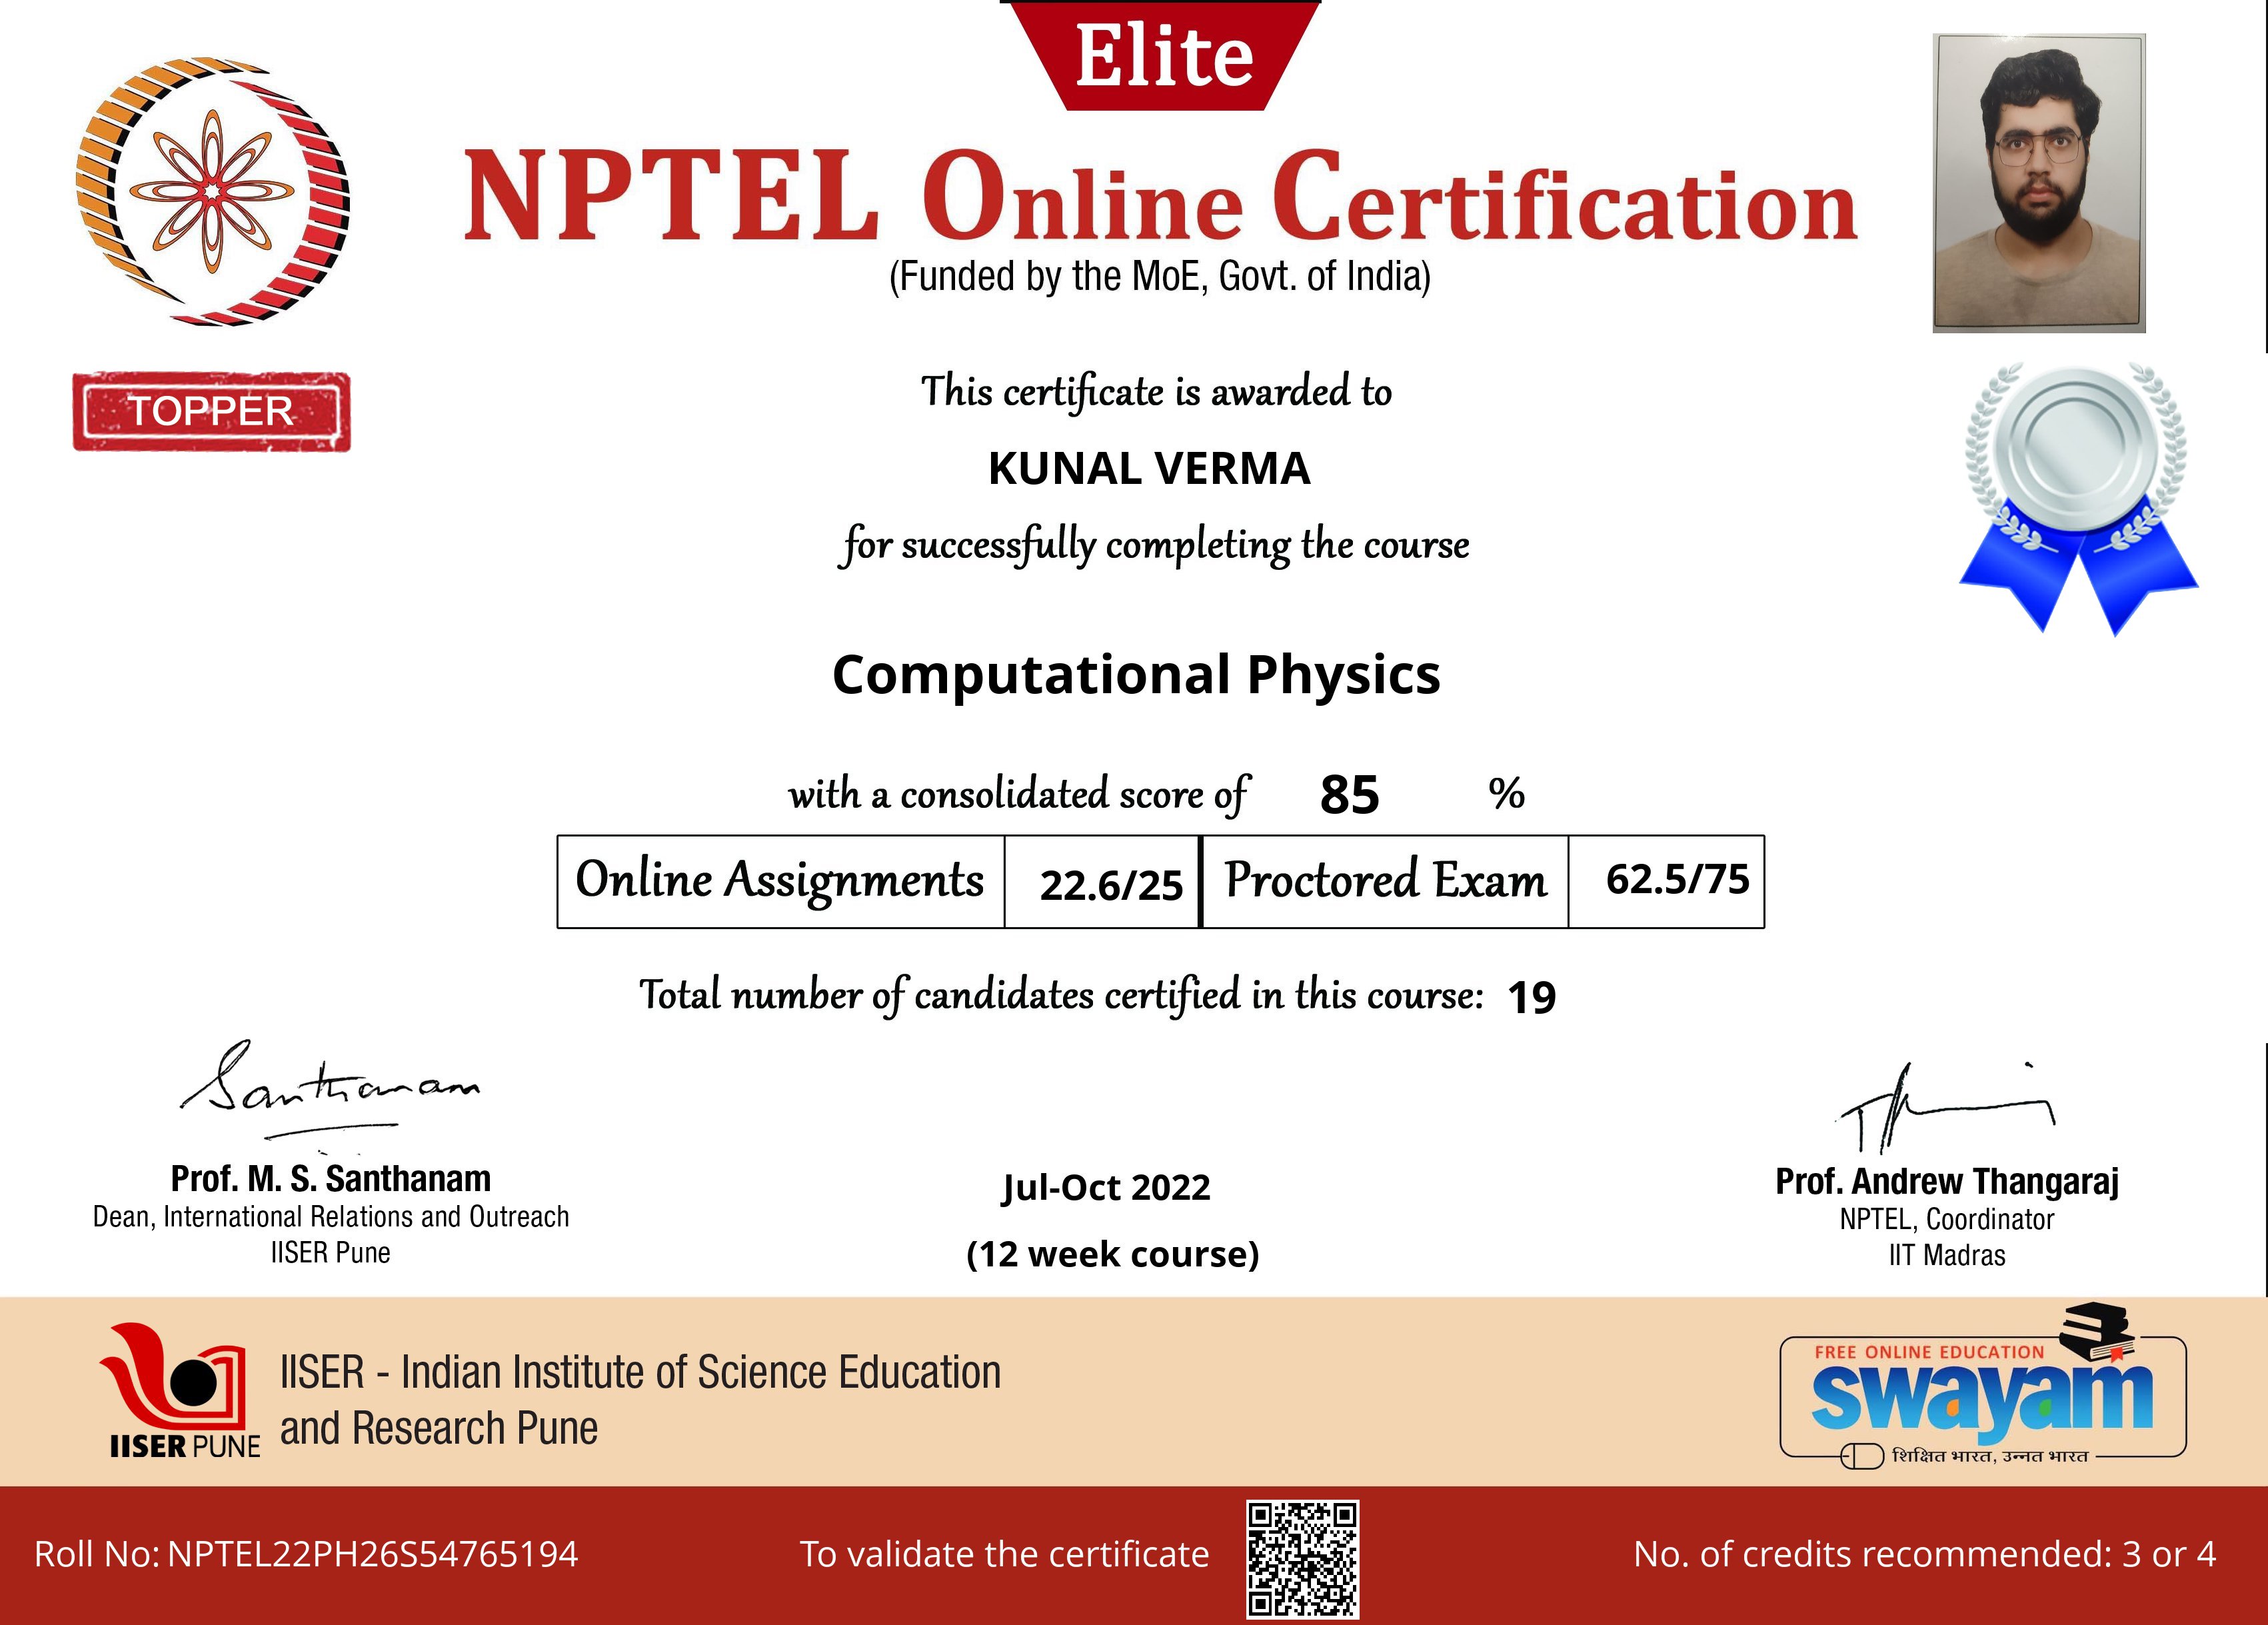 Elite
NPTEL Online Certification
(Funded by the MoE, Govt. of India)
TOPPER
This certificate is awarded to
KUNAL VERMA
for successfully completing the course
Computational Physics
with a consolidated score of 85 %
Online Assignments 22.6/25 Proctored Exam 62.5/75
Total number of candidates certified in this course: 19
Santhanam
Prof. M. S. Santhanam
Dean, International Relations and Outreach
IISER Pune
Jul-Oct 2022
(12 week course)
Prof. Andrew Thangaraj
NPTEL, Coordinator
IIT Madras
IISER PUNE
IISER - Indian Institute of Science Education
and Research Pune
FREE ONLINE EDUCATION
swayam
शिक्षित भारत, उन्नत भारत
Roll No: NPTEL22PH26S54765194
To validate the certificate
No. of credits recommended: 3 or 4